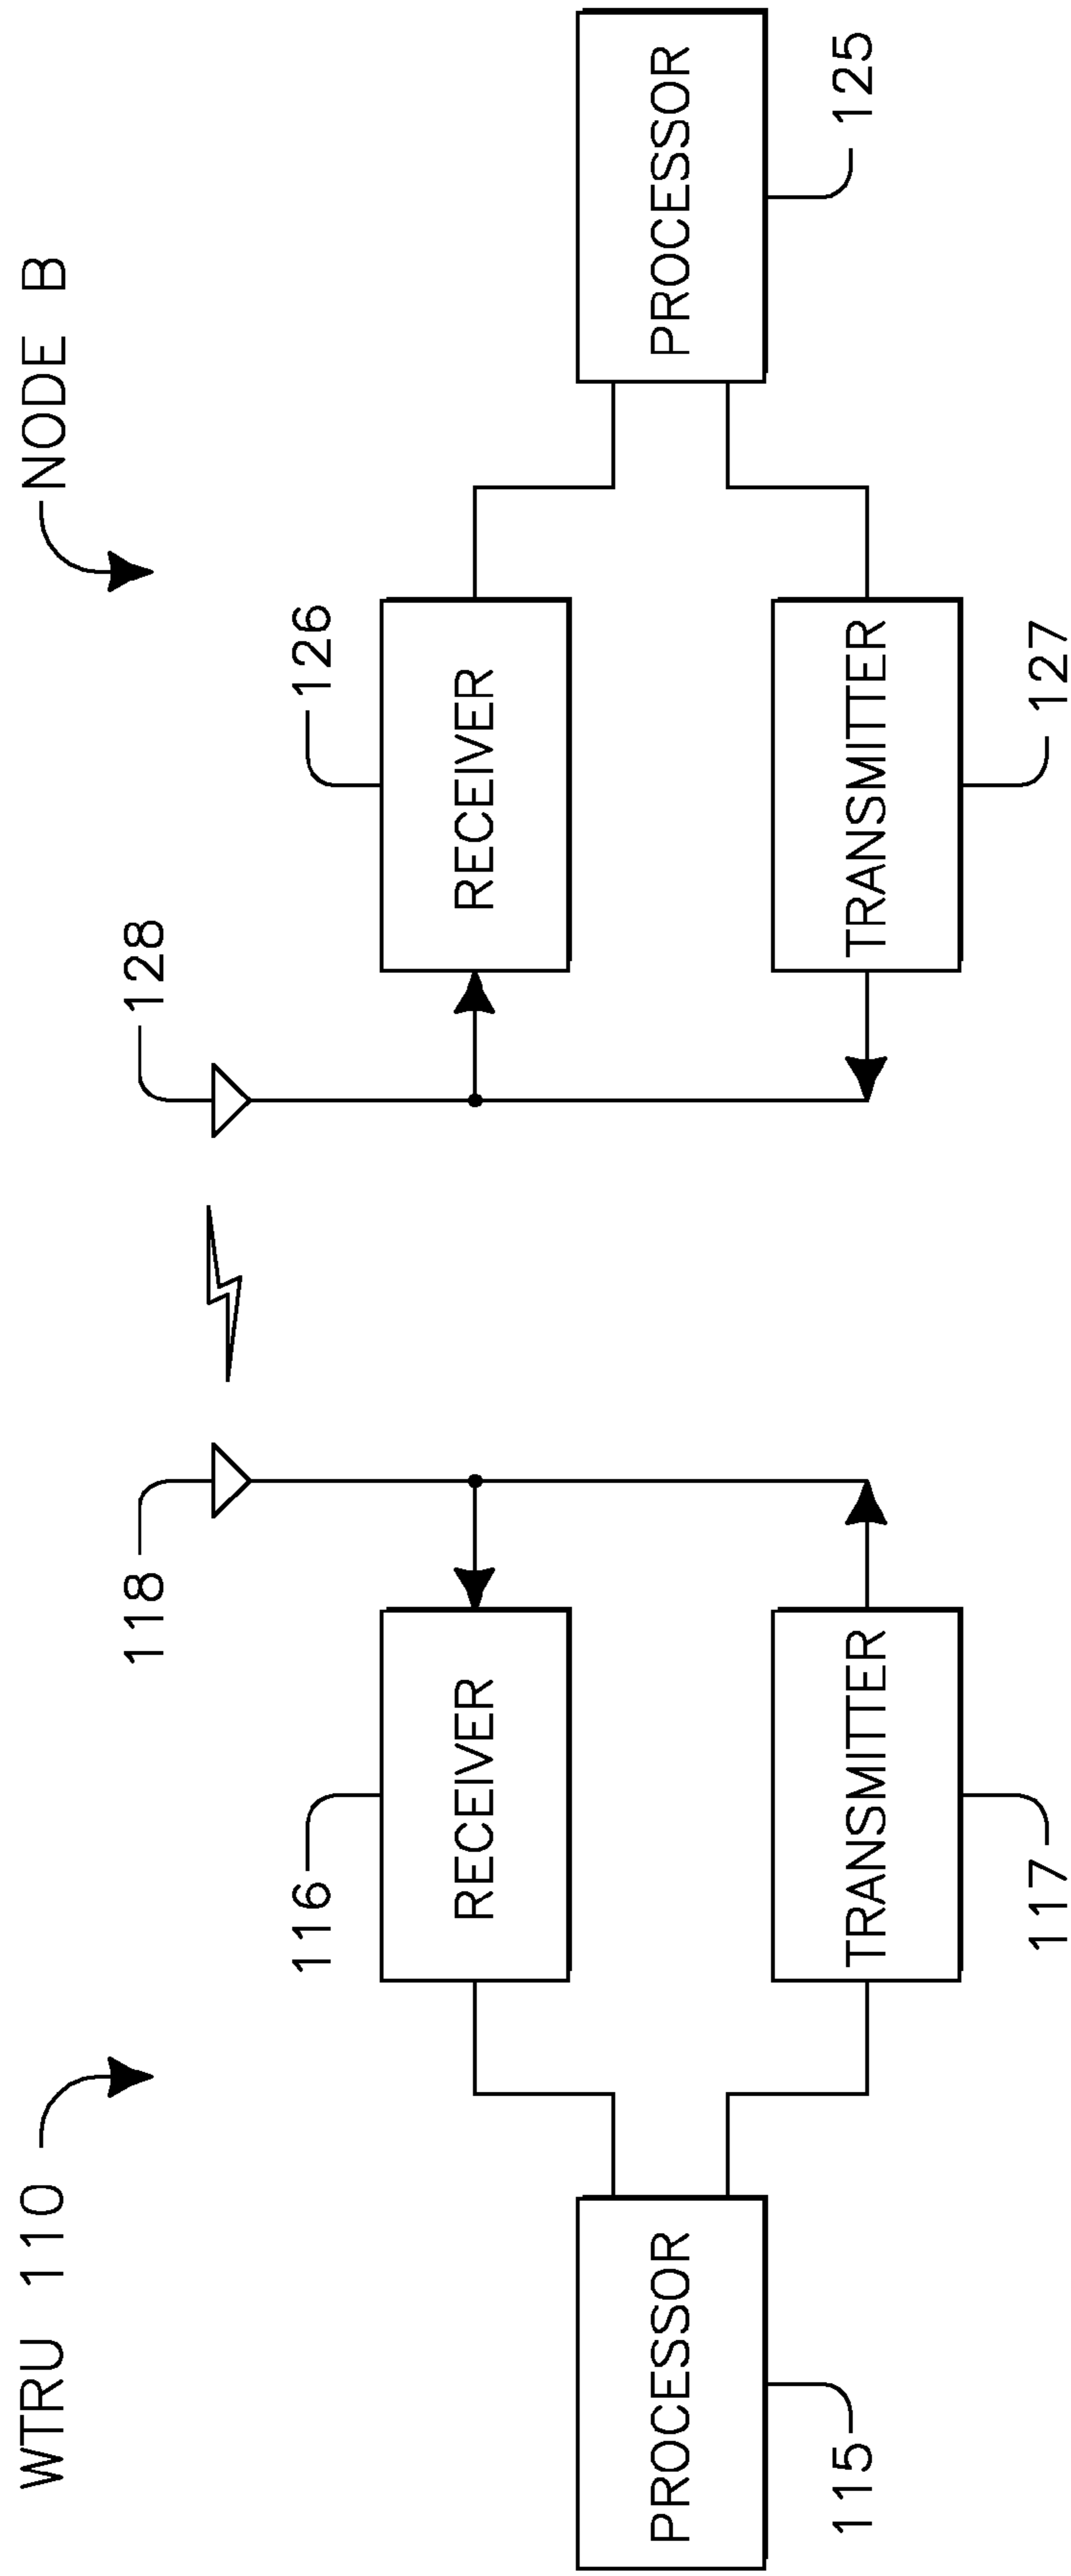 WTRU 110
NODE B
118
128
116
126
RECEIVER
RECEIVER
PROCESSOR
PROCESSOR
115
125
TRANSMITTER
TRANSMITTER
117
127